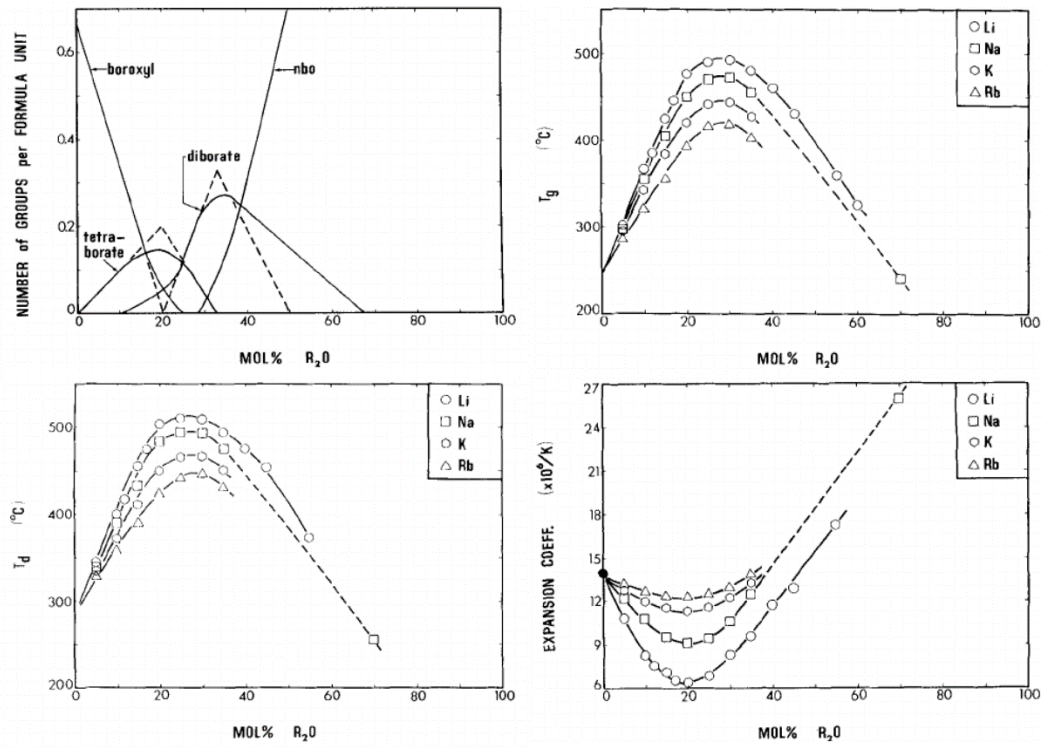 NUMBER of GROUPS per FORMULA UNIT
0.6
0.4
0.2
0
boroxyl
nbo
diborate
tetra-
borate
0 20 40 60 80 100
MOL% R₂O
Tg (°C)
500
400
300
200
Li
Na
K
Rb
0 20 40 60 80 100
MOL% R₂O
Td (°C)
500
400
300
200
Li
Na
K
Rb
0 20 40 60 80 100
MOL% R₂O
EXPANSION COEFF. (x10⁶/K)
27
24
21
18
15
12
9
6
Li
Na
K
Rb
0 20 40 60 80 100
MOL% R₂O